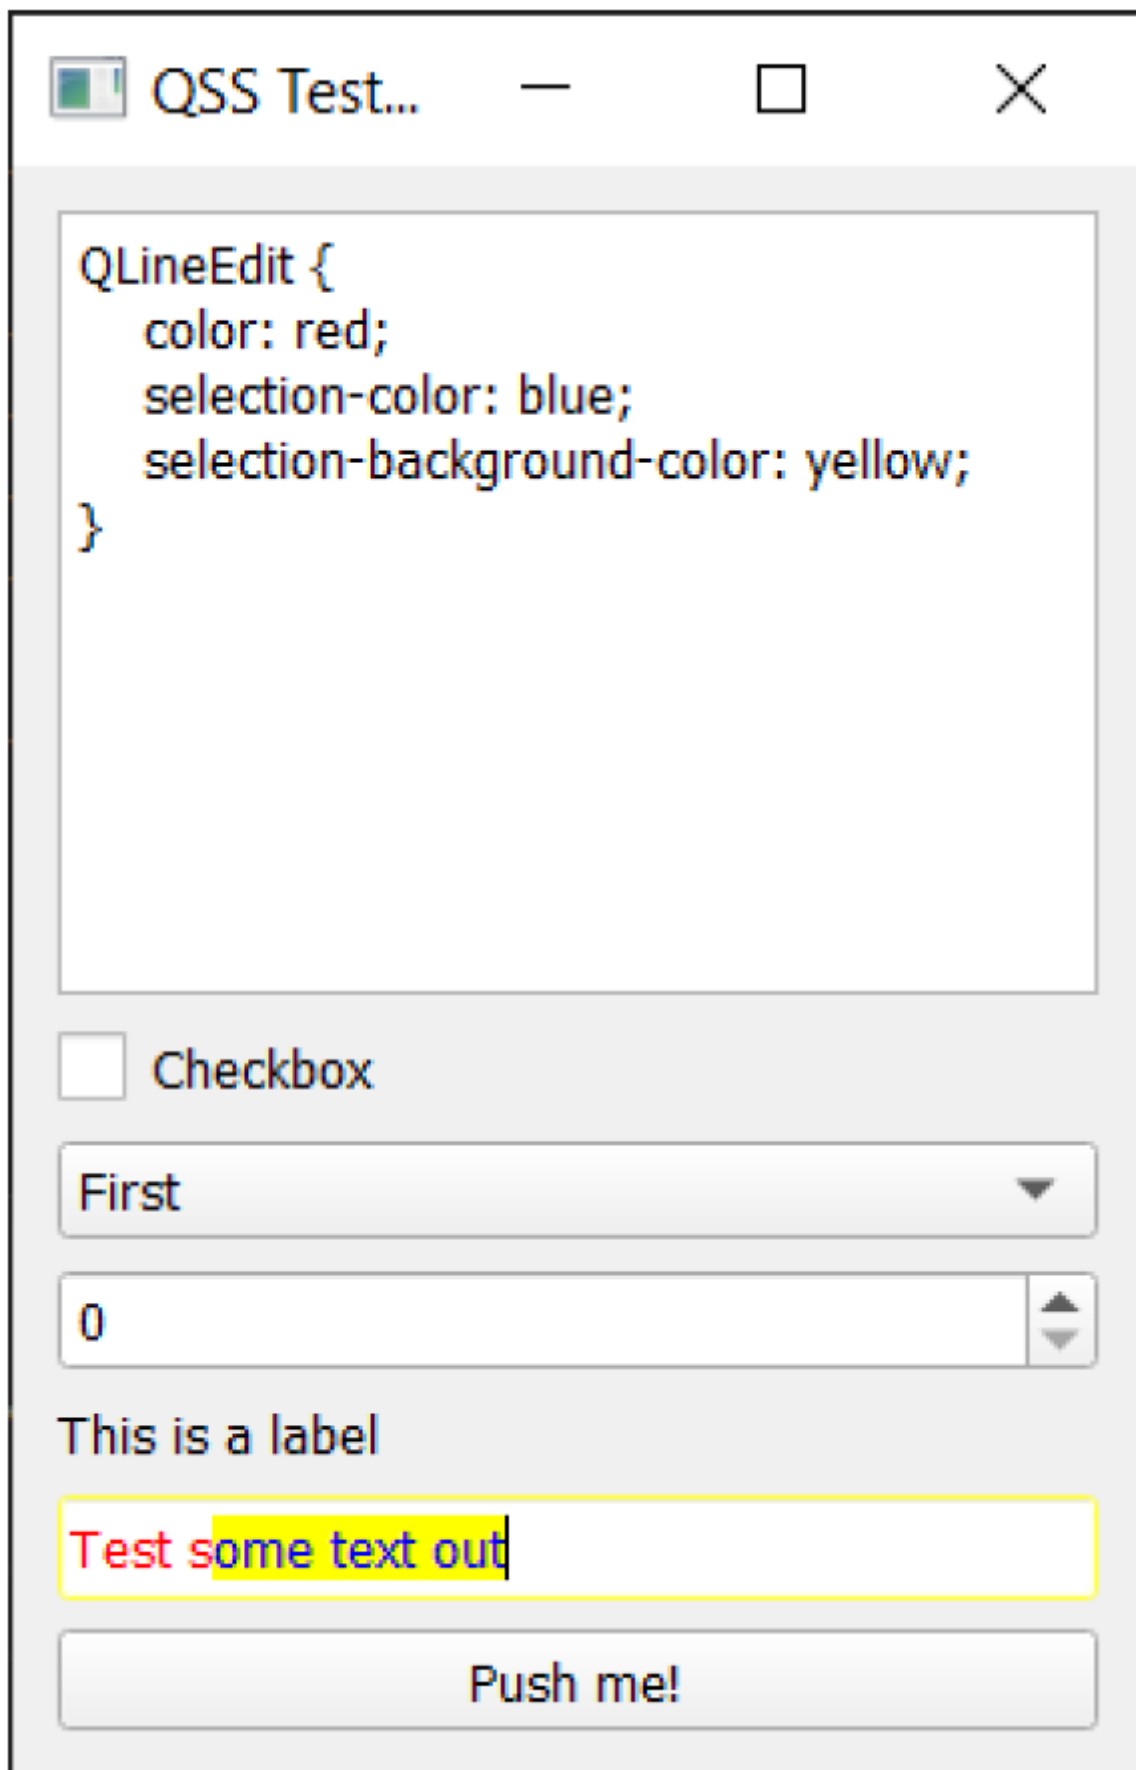 QSS Test...
QLineEdit {
    color: red;
    selection-color: blue;
    selection-background-color: yellow;
}
Checkbox
First
0
This is a label
Test some text out
Push me!